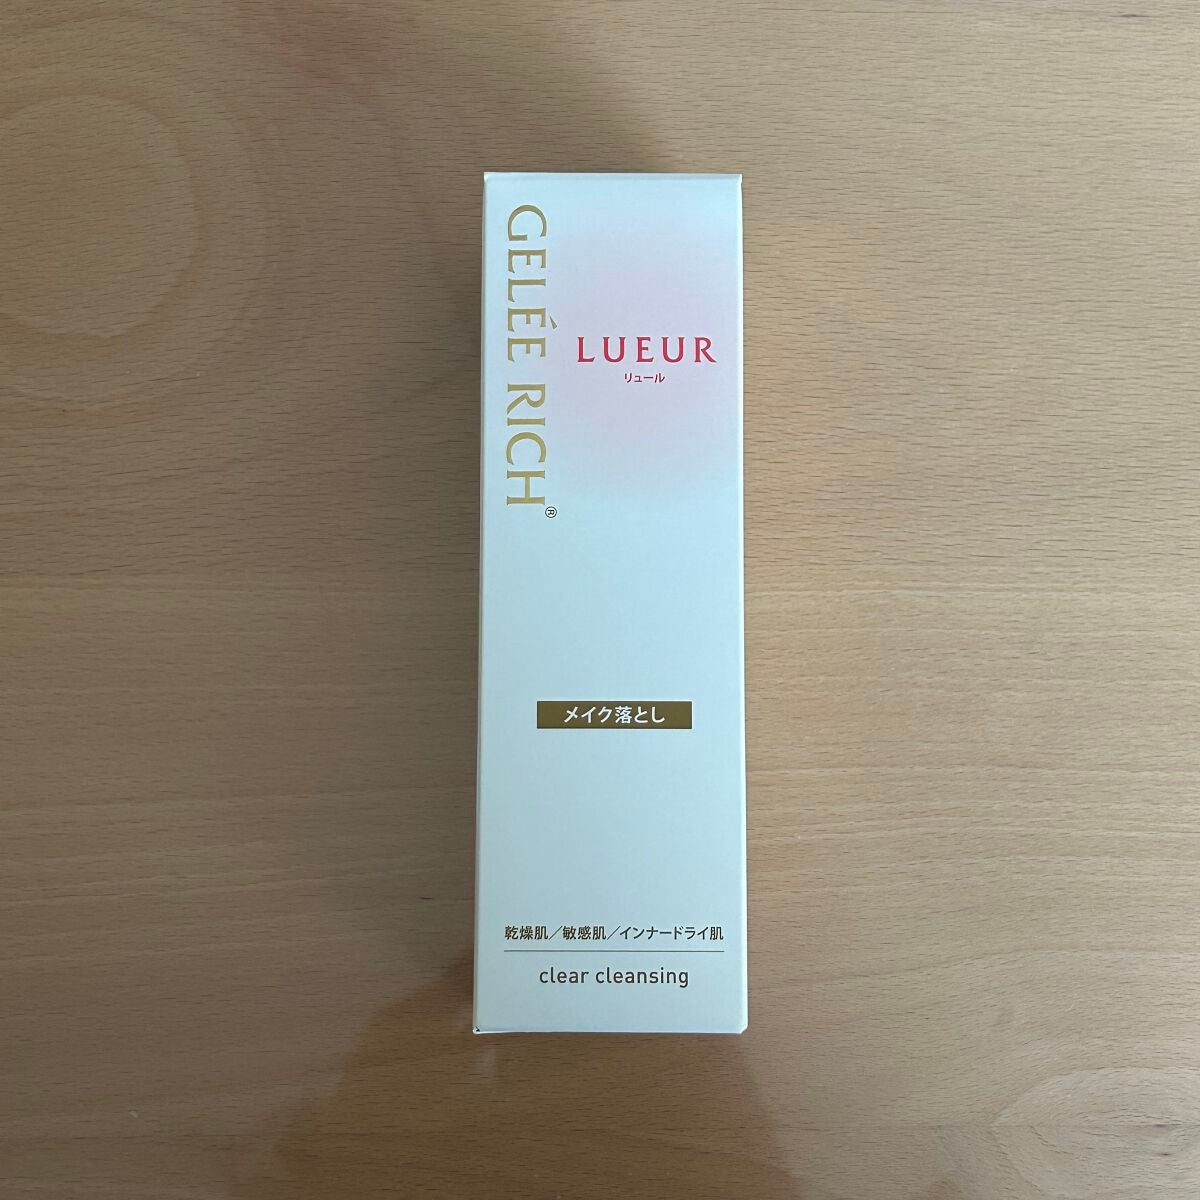 GELÉE RICH®
LUEUR
リュール
メイク落とし
乾燥肌/敏感肌/インナードライ肌
clear cleansing